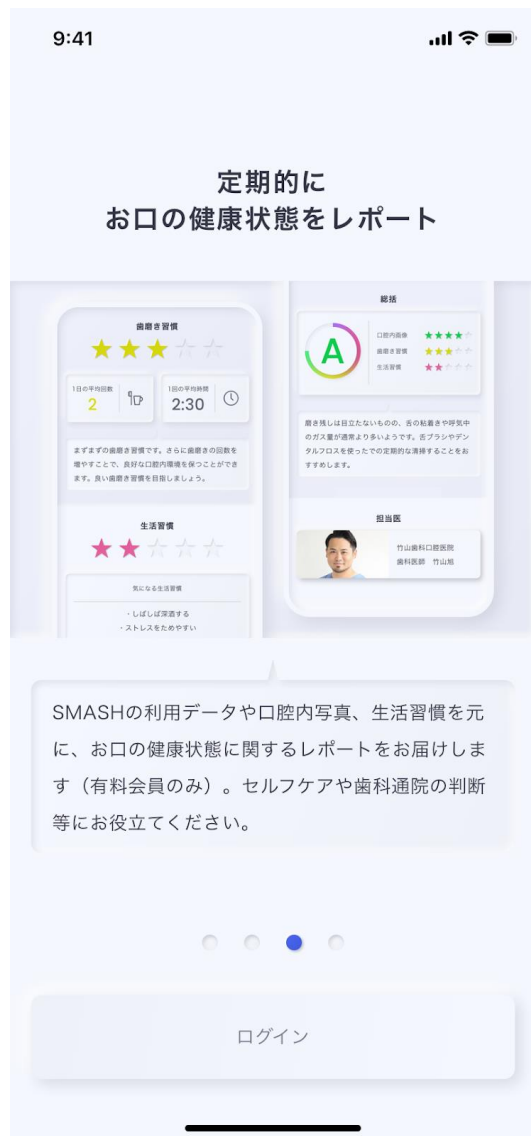 9:41
定期的に
お口の健康状態をレポート
歯磨き習慣
1日の平均回数
2
1回の平均時間
2:30
まずまずの歯磨き習慣です。さらに歯磨きの回数を
増やすことで、良好な口腔内環境を保つことができ
ます。良い歯磨き習慣を目指しましょう。
生活習慣
気になる生活習慣
・しばしば深酒する
・ストレスをためやすい
総括
A
口腔内画像
歯磨き習慣
生活習慣
磨き残しは目立たないものの、舌の粘着きや呼気中
のガス量が通常より多いようです。舌ブラシやデン
タルフロスを使ったでの定期的な清掃することをお
すすめします。
担当医
竹山歯科口腔医院
歯科医師 竹山旭
SMASHの利用データや口腔内写真、生活習慣を元
に、お口の健康状態に関するレポートをお届けしま
す（有料会員のみ）。セルフケアや歯科通院の判断
等にお役立てください。
ログイン